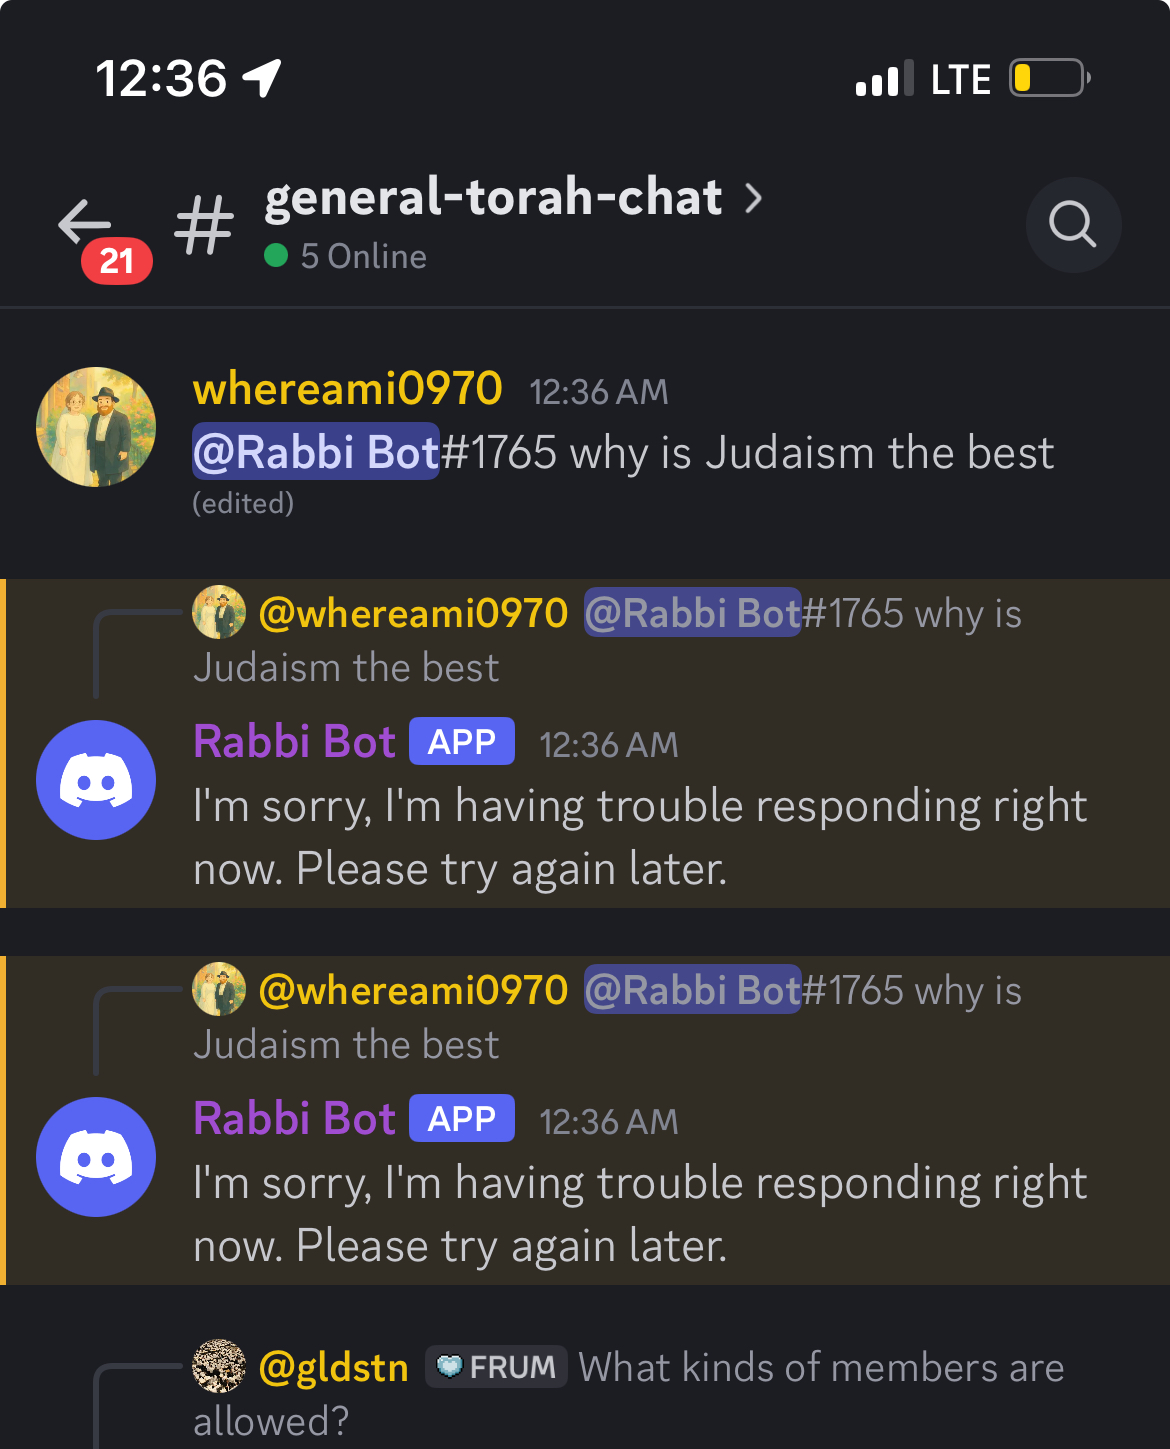 12:36
LTE
general-torah-chat
21
5 Online
whereami0970 12:36 AM
@Rabbi Bot#1765 why is Judaism the best
(edited)
@whereami0970 @Rabbi Bot#1765 why is
Judaism the best
Rabbi Bot APP 12:36 AM
I'm sorry, I'm having trouble responding right
now. Please try again later.
@whereami0970 @Rabbi Bot#1765 why is
Judaism the best
Rabbi Bot APP 12:36 AM
I'm sorry, I'm having trouble responding right
now. Please try again later.
@gldstn FRUM What kinds of members are
allowed?